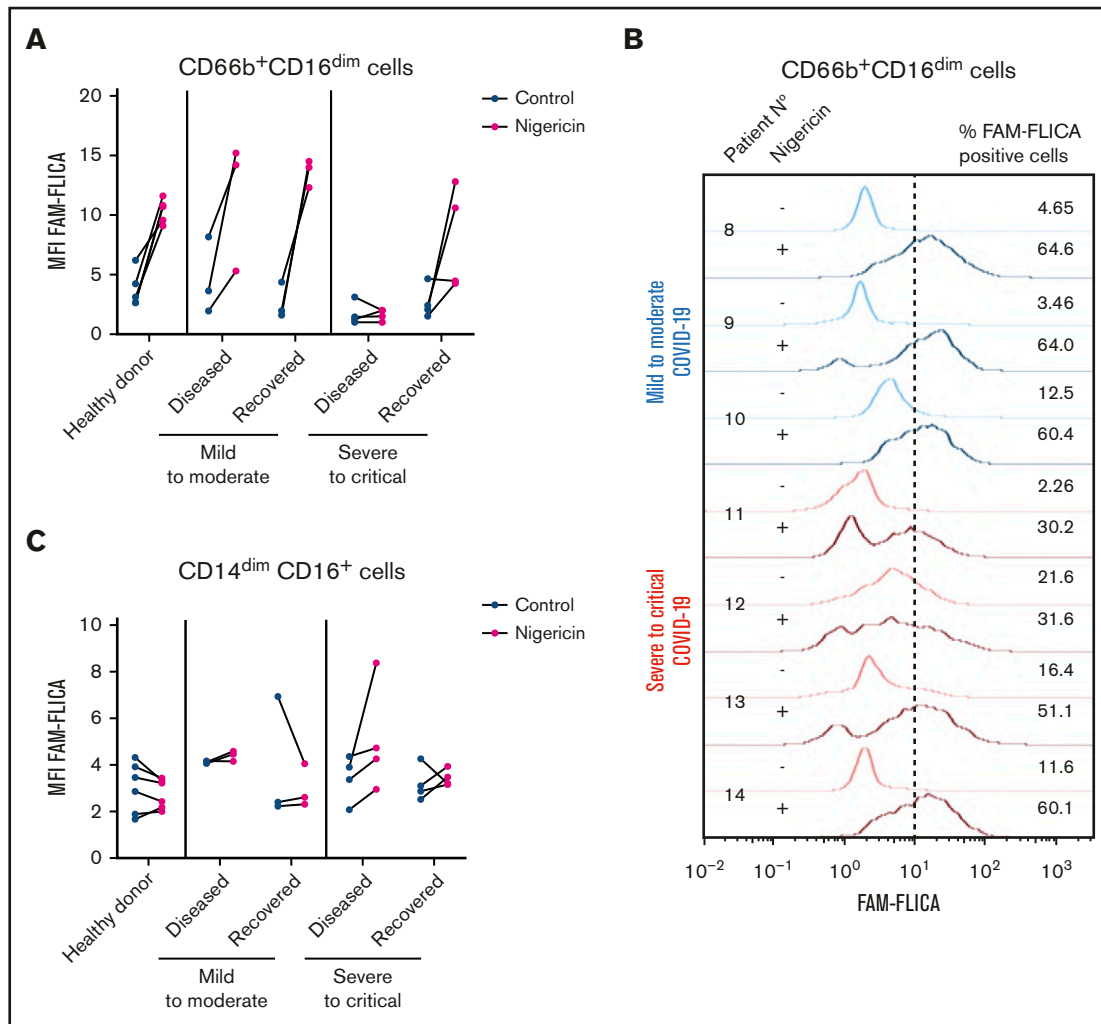 A
CD66b+CD16dim cells
20
15
10
5
0
MFI FAM-FLICA
Control
Nigericin
Healthy donor
Diseased
Recovered
Diseased
Recovered
Mild
to moderate
Severe
to critical
B
CD66b+CD16dim cells
Patient N°
Nigericin
% FAM-FLICA
positive cells
Mild to moderate
COVID-19
Severe to critical
COVID-19
8
- 4.65
+ 64.6
9
- 3.46
+ 64.0
10
- 12.5
+ 60.4
11
- 2.26
+ 30.2
12
- 21.6
+ 31.6
13
- 16.4
+ 51.1
14
- 11.6
+ 60.1
10−2 10−1 100 101 102 103
FAM-FLICA
C
CD14dim CD16+ cells
10
8
6
4
2
0
MFI FAM-FLICA
Control
Nigericin
Healthy donor
Diseased
Recovered
Diseased
Recovered
Mild
to moderate
Severe
to critical